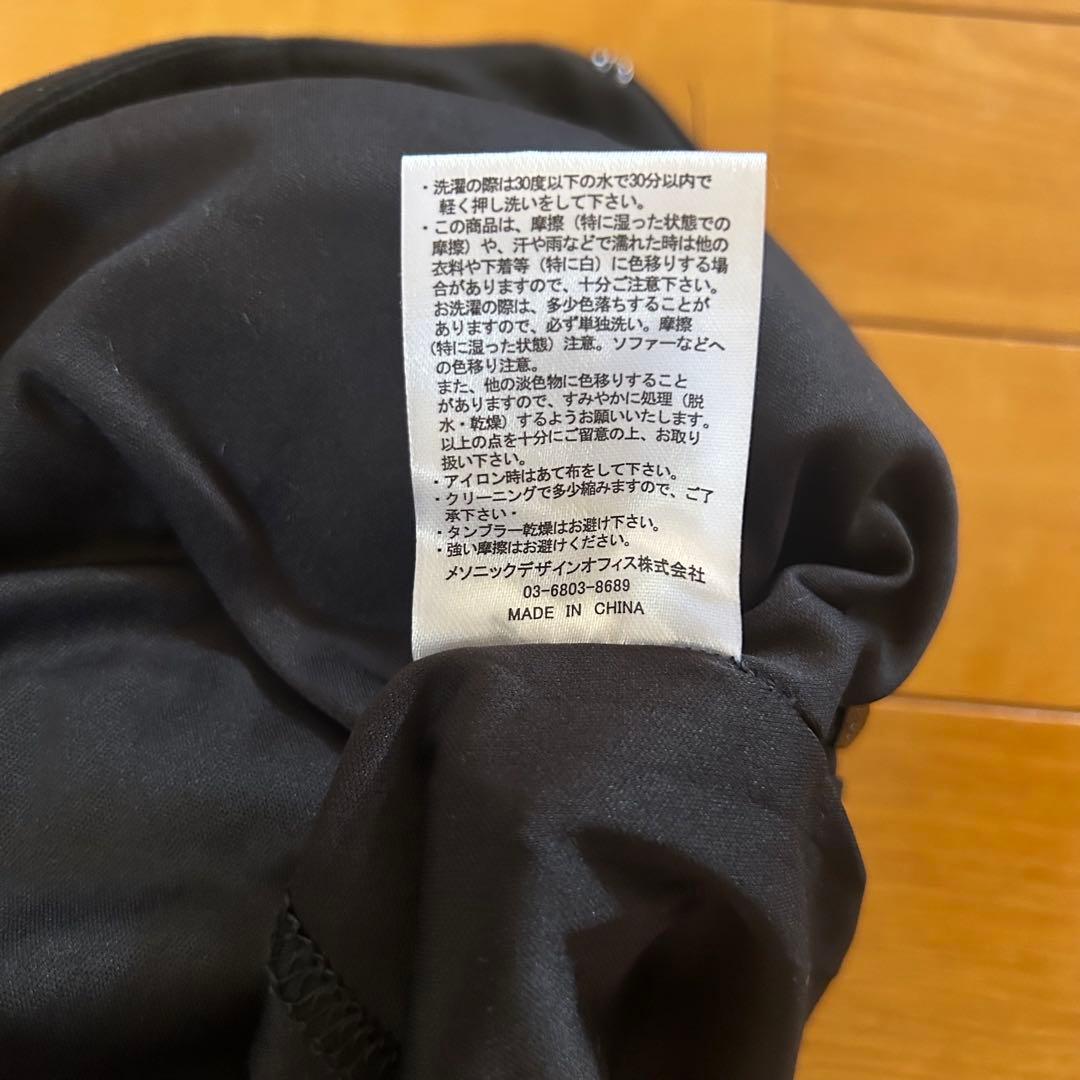 ・洗濯の際は30度以下の水で30分以内で
軽く押し洗いをして下さい。
・この商品は、摩擦（特に湿った状態での
摩擦）や、汗や雨などで濡れた時は他の
衣料や下着等（特に白）に色移りする場
合がありますので、十分ご注意下さい。
お洗濯の際は、多少色落ちすることが
ありますので、必ず単独洗い。摩擦
(特に湿った状態）注意。ソファーなどへ
の色移り注意。
また、他の淡色物に色移りすること
がありますので、すみやかに処理（脱
水・乾燥）するようお願いいたします。
以上の点を十分にご留意の上、お取り
扱い下さい。
・アイロン時はあて布をして下さい。
・クリーニングで多少縮みますので、ご了
承下さい・
・タンブラー乾燥はお避け下さい。
・強い摩擦はお避けください。
メソニックデザインオフィス株式会社
03-6803-8689
MADE IN CHINA